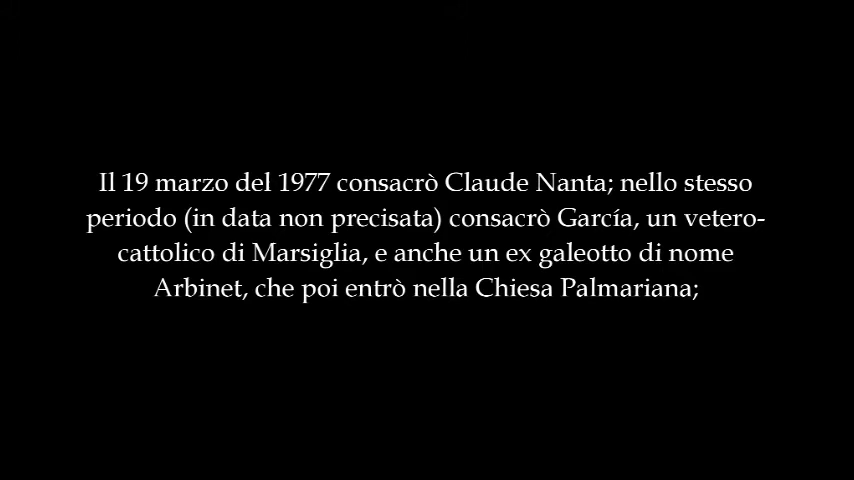 Il 19 marzo del 1977 consacrò Claude Nanta; nello stesso
periodo (in data non precisata) consacrò García, un vetero-
cattolico di Marsiglia, e anche un ex galeotto di nome
Arbinet, che poi entrò nella Chiesa Palmariana;